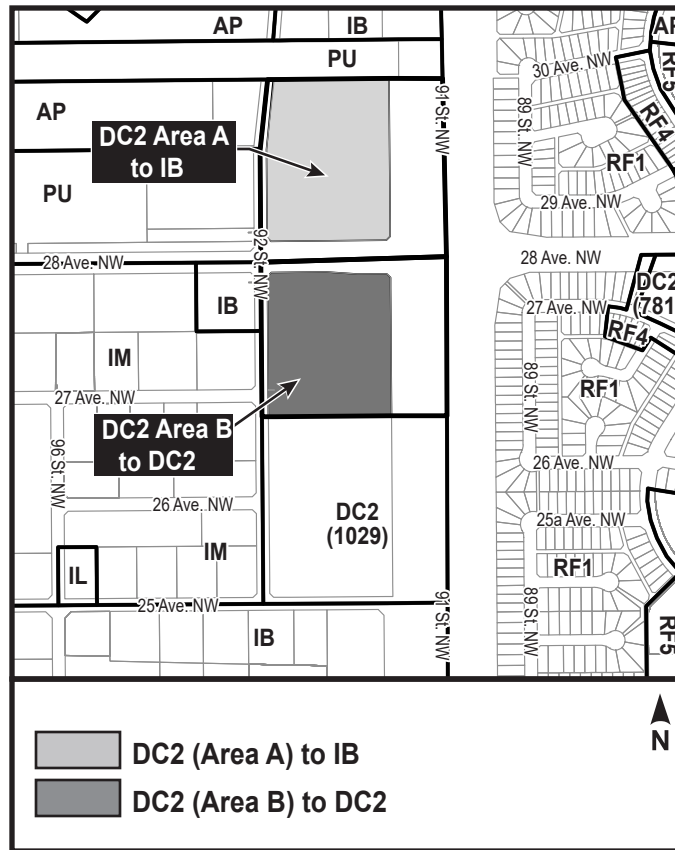 AP
IB
AP
PU
30 Ave. NW
RF5
91 St. NW
AP
89 St. NW
RF4
DC2 Area A
to IB
RF1
PU
29 Ave. NW
92 St. NW
28 Ave. NW
28 Ave. NW
DC2
(781
IB
27 Ave. NW
RF4
IM
89 St. NW
RF1
27 Ave. NW
DC2 Area B
to DC2
96 St. NW
26 Ave. NW
26 Ave. NW
DC2
(1029)
25a Ave. NW
IM
IL
RF1
25 Ave. NW
91 St. NW
89 St. NW
IB
RF5
N
DC2 (Area A) to IB
DC2 (Area B) to DC2